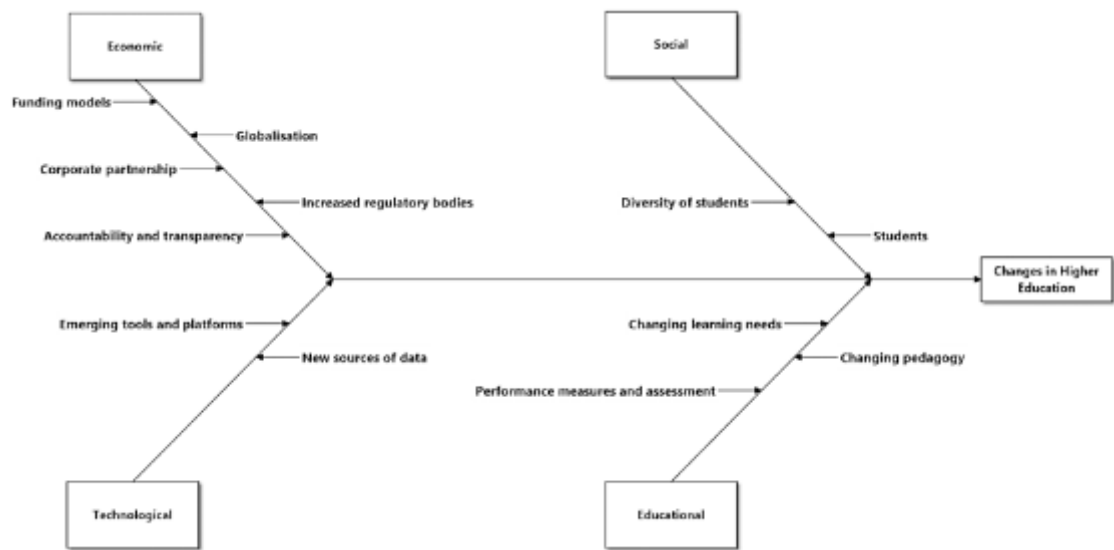 Economic
Social
Funding models
Globalisation
Corporate partnership
Increased regulatory bodies
Diversity of students
Accountability and transparency
Students
Changes in Higher
Education
Emerging tools and platforms
Changing learning needs
New sources of data
Changing pedagogy
Performance measures and assessment
Technological
Educational